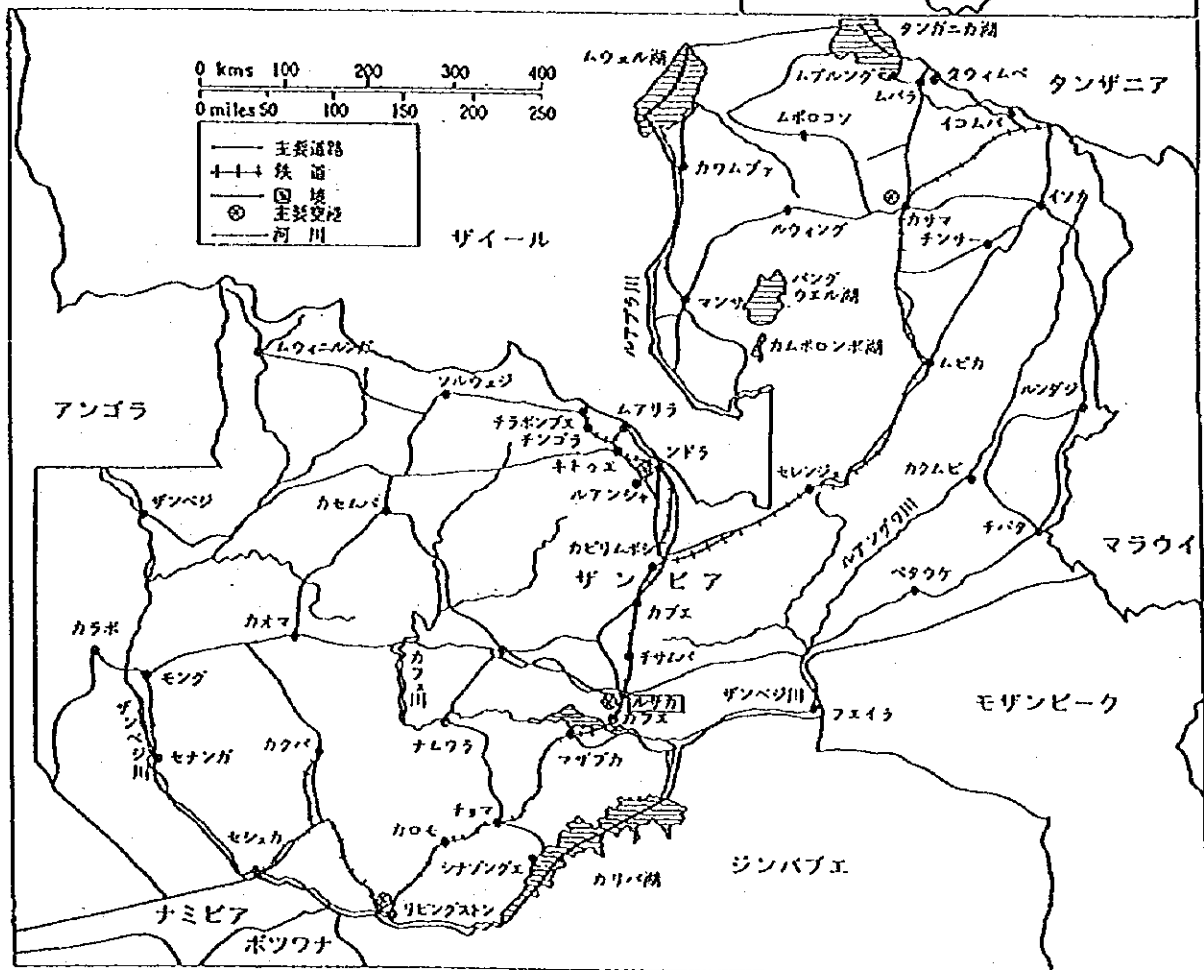 0 kms 100 200 300 400
0 miles 50 100 150 200 250
主要道路
鉄道
国境
主要空港
河川
タンガニカ湖
ムウェル湖
ムブルング
タウィムベ
ムバラ
タンザニア
ムポロコソ
イコムバ
カワムブァ
ザイール
ルウィング
カサマ
イソカ
チンサー
バング
ウエル湖
ルアプラ川
マンサ
カムポロンボ湖
ムウィニルンガ
ムピカ
ソルウェジ
アンゴラ
チラボンブエ
ムアリラ
ルンダジ
チンゴラ
キトゥエ
ンドラ
ルアンシャ
セレンジェ
カクムビ
ザンベジ
カセムパ
ルアングワ川
チパタ
カピリムポシ
マラウイ
ザンビア
ペタウケ
カブエ
カラボ
カオマ
チサムバ
モング
カフェ川
ルサカ
ザンベジ川
カフエ
フェイラ
モザンビーク
ザンベジ川
セナンガ
カクバ
ナムワラ
マザブカ
チョマ
カロモ
セシェカ
シナゾングエ
カリバ湖
ジンバブエ
ナミビア
リビングストン
ボツワナ